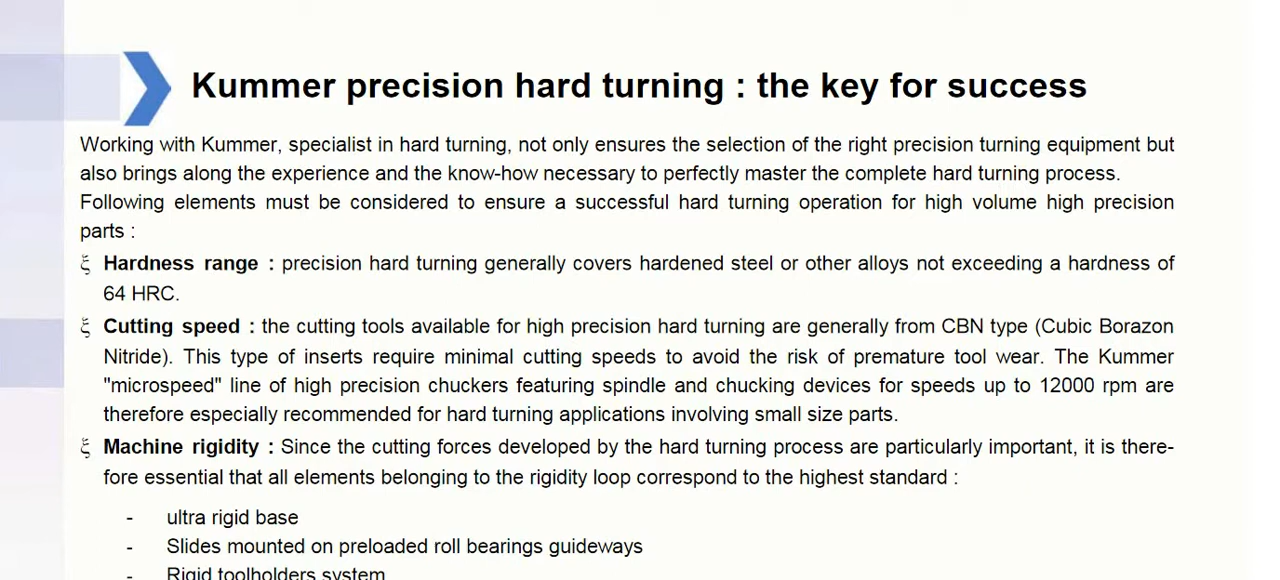 Kummer precision hard turning : the key for success
Working with Kummer, specialist in hard turning, not only ensures the selection of the right precision turning equipment but
also brings along the experience and the know-how necessary to perfectly master the complete hard turning process.
Following elements must be considered to ensure a successful hard turning operation for high volume high precision
parts :
ξ Hardness range : precision hard turning generally covers hardened steel or other alloys not exceeding a hardness of
64 HRC.
ξ Cutting speed : the cutting tools available for high precision hard turning are generally from CBN type (Cubic Borazon
Nitride). This type of inserts require minimal cutting speeds to avoid the risk of premature tool wear. The Kummer
"microspeed" line of high precision chuckers featuring spindle and chucking devices for speeds up to 12000 rpm are
therefore especially recommended for hard turning applications involving small size parts.
ξ Machine rigidity : Since the cutting forces developed by the hard turning process are particularly important, it is there-
fore essential that all elements belonging to the rigidity loop correspond to the highest standard :
- ultra rigid base
- Slides mounted on preloaded roll bearings guideways
- Rigid toolholders system